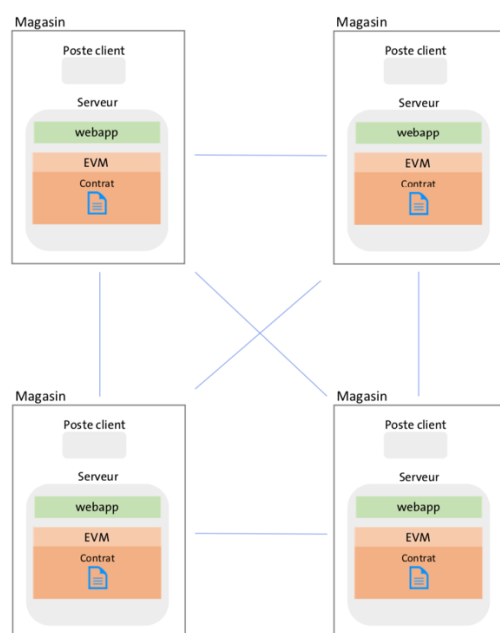 Magasin
Poste client
Serveur
webapp
EVM
Contrat
Magasin
Poste client
Serveur
webapp
EVM
Contrat
Magasin
Poste client
Serveur
webapp
EVM
Contrat
Magasin
Poste client
Serveur
webapp
EVM
Contrat